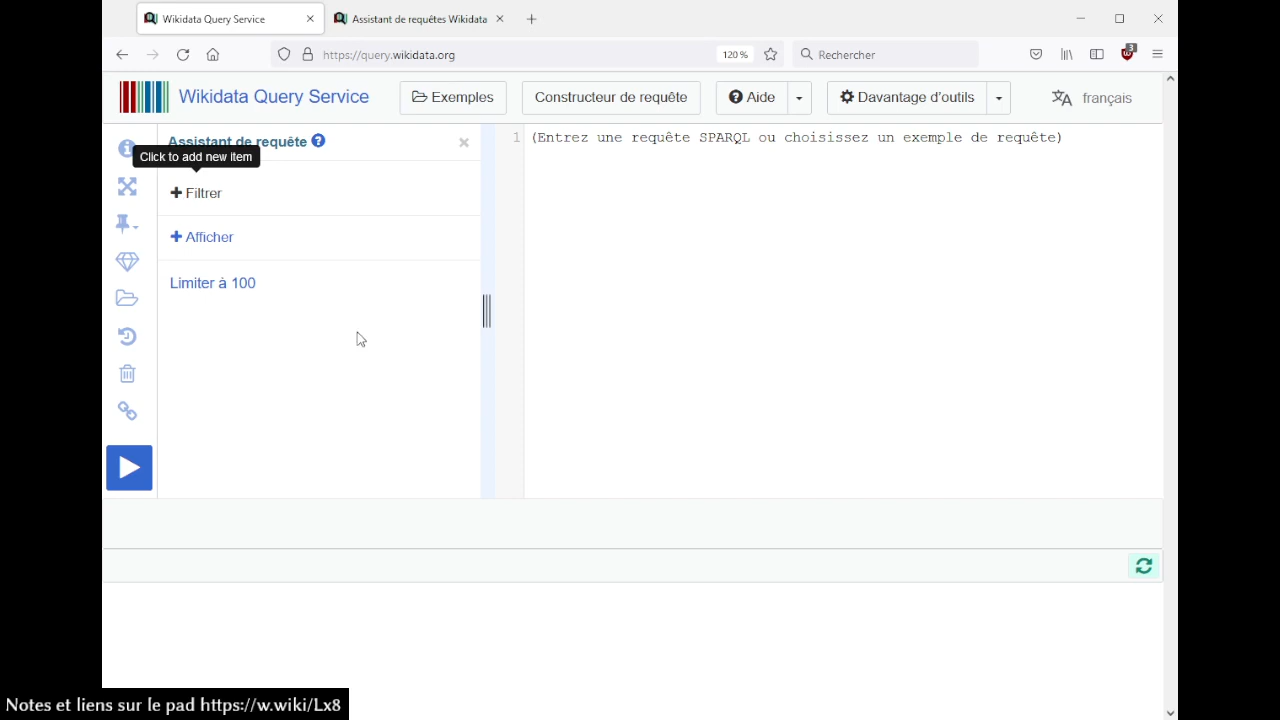 Wikidata Query Service
Assistant de requêtes Wikidata
https://query.wikidata.org
120 %
Rechercher
3
Wikidata Query Service
Exemples
Constructeur de requête
Aide
Davantage d'outils
français
Assistant de requête
1 (Entrez une requête SPARQL ou choisissez un exemple de requête)
Click to add new item
Filtrer
Afficher
Limiter à 100
Notes et liens sur le pad https://w.wiki/Lx8